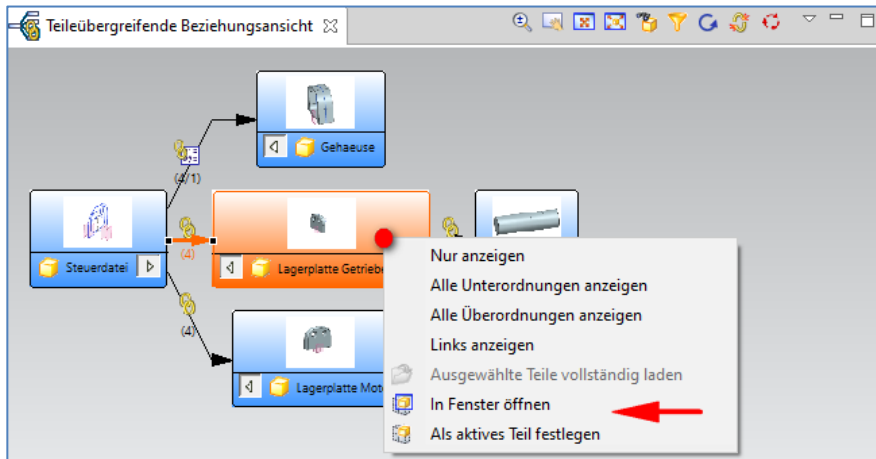 Teileübergreifende Beziehungsansicht
Gehaeuse
(4/1)
Steuerdatei
(4)
Lagerplatte Getriebe
(4)
Lagerplatte Mot
Nur anzeigen
Alle Unterordnungen anzeigen
Alle Überordnungen anzeigen
Links anzeigen
Ausgewählte Teile vollständig laden
In Fenster öffnen
Als aktives Teil festlegen